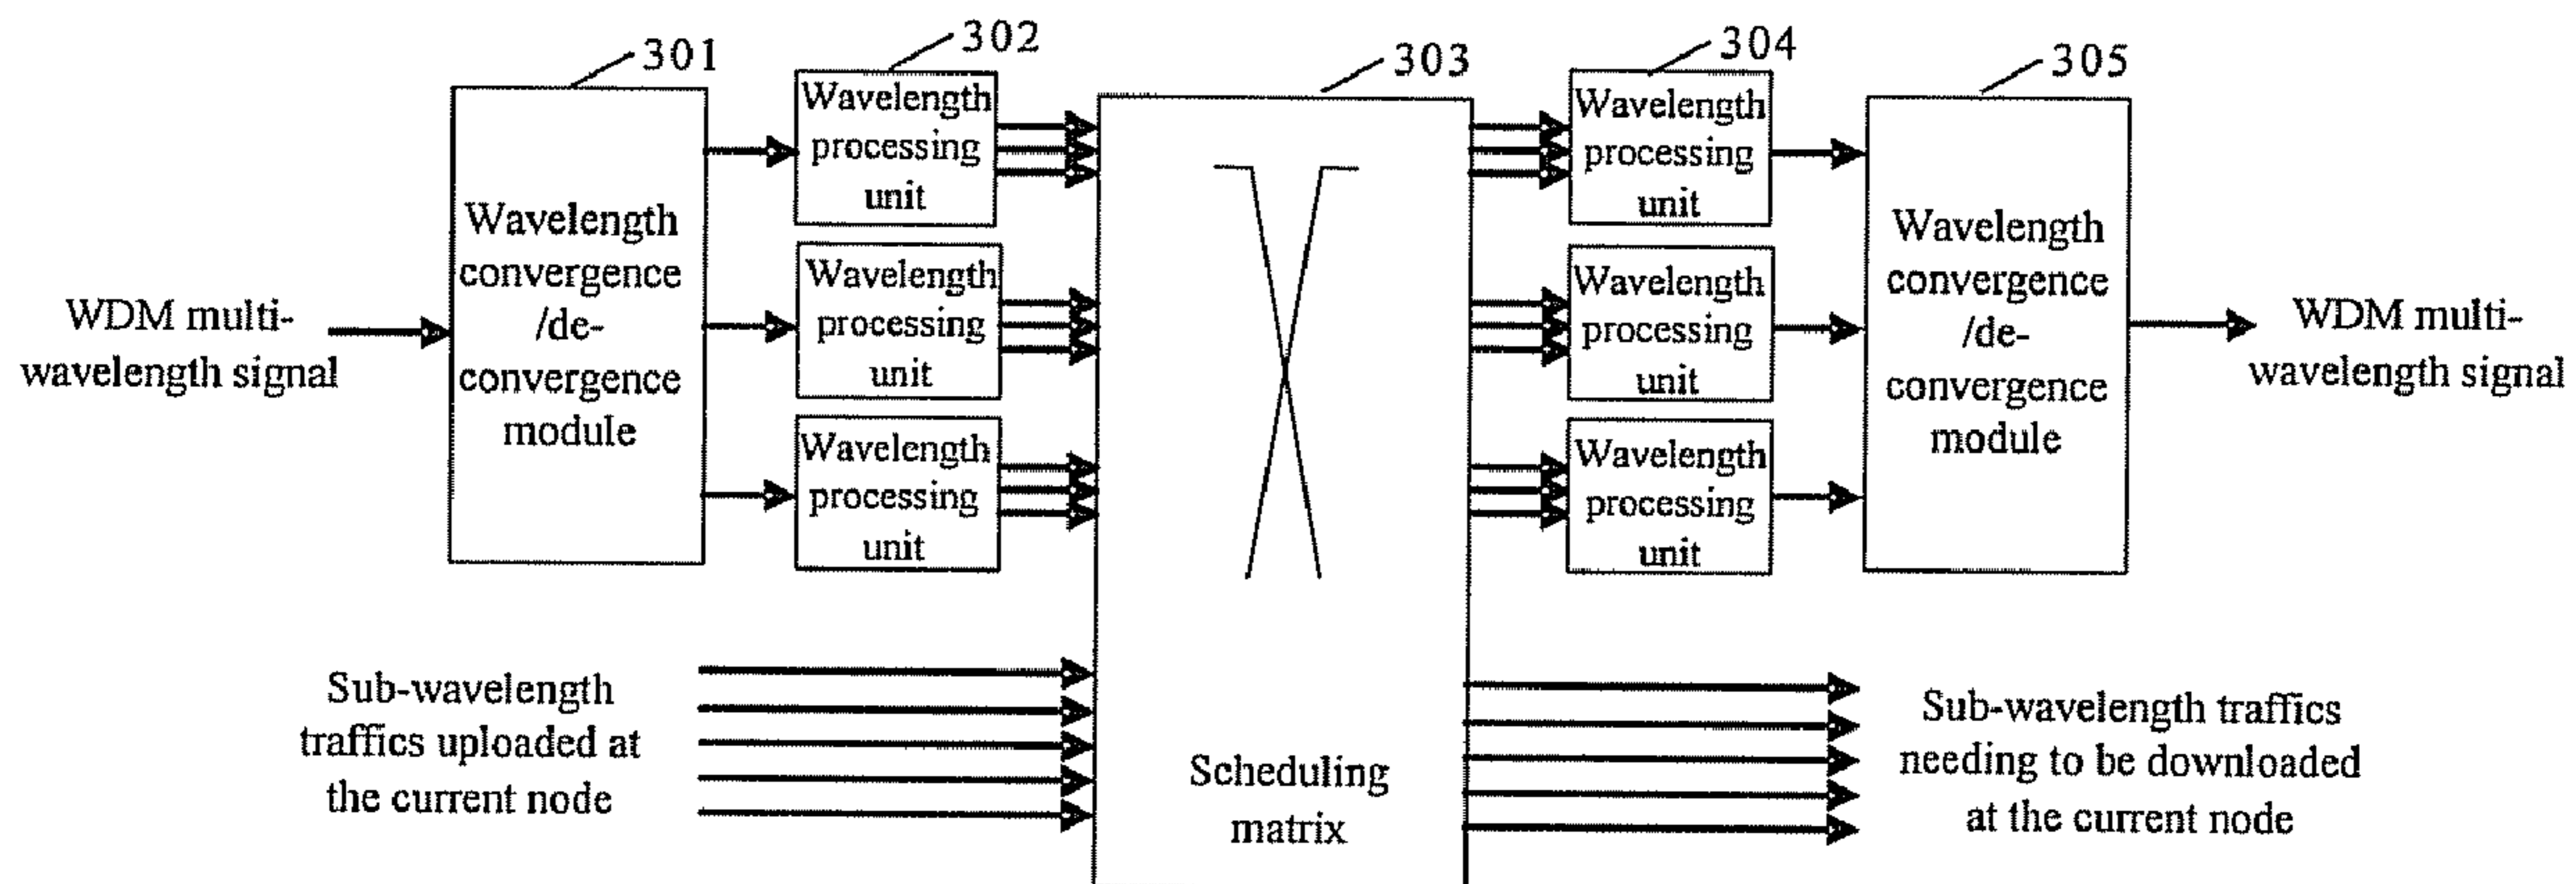 301
302
303
304
305
WDM multi-
wavelength signal
Wavelength
convergence
/de-
convergence
module
Wavelength
processing
unit
Wavelength
processing
unit
Wavelength
processing
unit
Scheduling
matrix
Wavelength
processing
unit
Wavelength
processing
unit
Wavelength
processing
unit
Wavelength
convergence
/de-
convergence
module
WDM multi-
wavelength signal
Sub-wavelength
traffics uploaded at
the current node
Sub-wavelength traffics
needing to be downloaded
at the current node